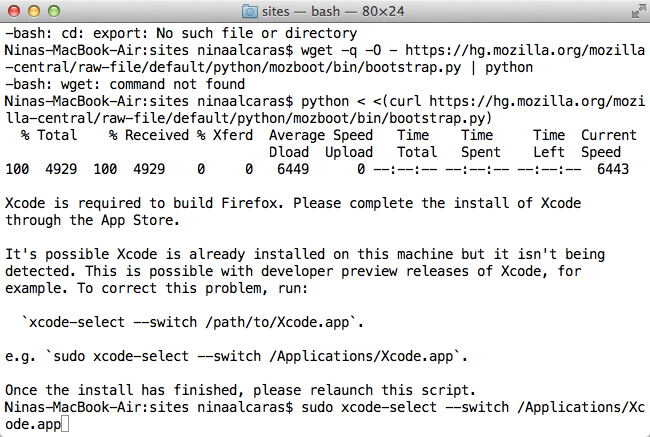 sites — bash — 80×24
-bash: cd: export: No such file or directory
Ninas-MacBook-Air:sites ninaalcaras$ wget -q -O - https://hg.mozilla.org/mozilla
-central/raw-file/default/python/mozboot/bin/bootstrap.py | python
-bash: wget: command not found
Ninas-MacBook-Air:sites ninaalcaras$ python < <(curl https://hg.mozilla.org/mozi
lla-central/raw-file/default/python/mozboot/bin/bootstrap.py)
  % Total    % Received % Xferd  Average Speed   Time    Time     Time  Current
                                 Dload  Upload   Total   Spent    Left  Speed
100  4929  100  4929    0     0   6449      0 --:--:-- --:--:-- --:--:--  6443
Xcode is required to build Firefox. Please complete the install of Xcode
through the App Store.
It's possible Xcode is already installed on this machine but it isn't being
detected. This is possible with developer preview releases of Xcode, for
example. To correct this problem, run:
  `xcode-select --switch /path/to/Xcode.app`.
e.g. `sudo xcode-select --switch /Applications/Xcode.app`.
Once the install has finished, please relaunch this script.
Ninas-MacBook-Air:sites ninaalcaras$ sudo xcode-select --switch /Applications/Xc
ode.app